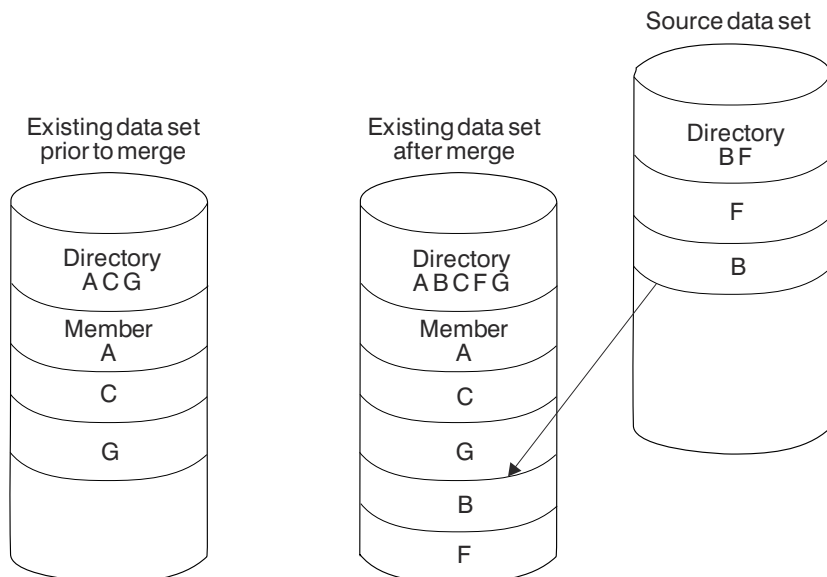 Source data set
Directory
B F
F
B
Existing data set
prior to merge
Directory
A C G
Member
A
C
G
Existing data set
after merge
Directory
A B C F G
Member
A
C
G
B
F